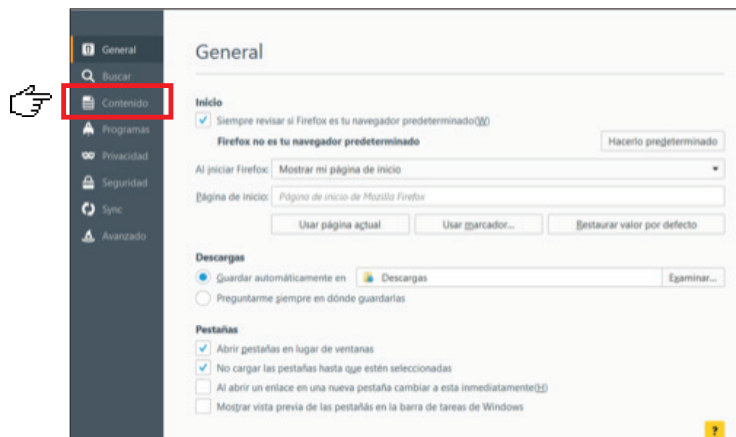 General
Buscar
Contenido
Programas
Privacidad
Seguridad
Sync
Avanzado
General
Inicio
Siempre revisar si Firefox es tu navegador predeterminado(W)
Firefox no es tu navegador predeterminado
Hacerlo predeterminado
Al iniciar Firefox: Mostrar mi página de inicio
Página de inicio: Página de inicio de Mozilla Firefox
Usar página actual Usar marcador... Restaurar valor por defecto
Descargas
Guardar automáticamente en Descargas Examinar...
Preguntarme siempre en dónde guardarlas
Pestañas
Abrir pestañas en lugar de ventanas
No cargar las pestañas hasta que estén seleccionadas
Al abrir un enlace en una nueva pestaña cambiar a esta inmediatamente(H)
Mostrar vista previa de las pestañas en la barra de tareas de Windows
?